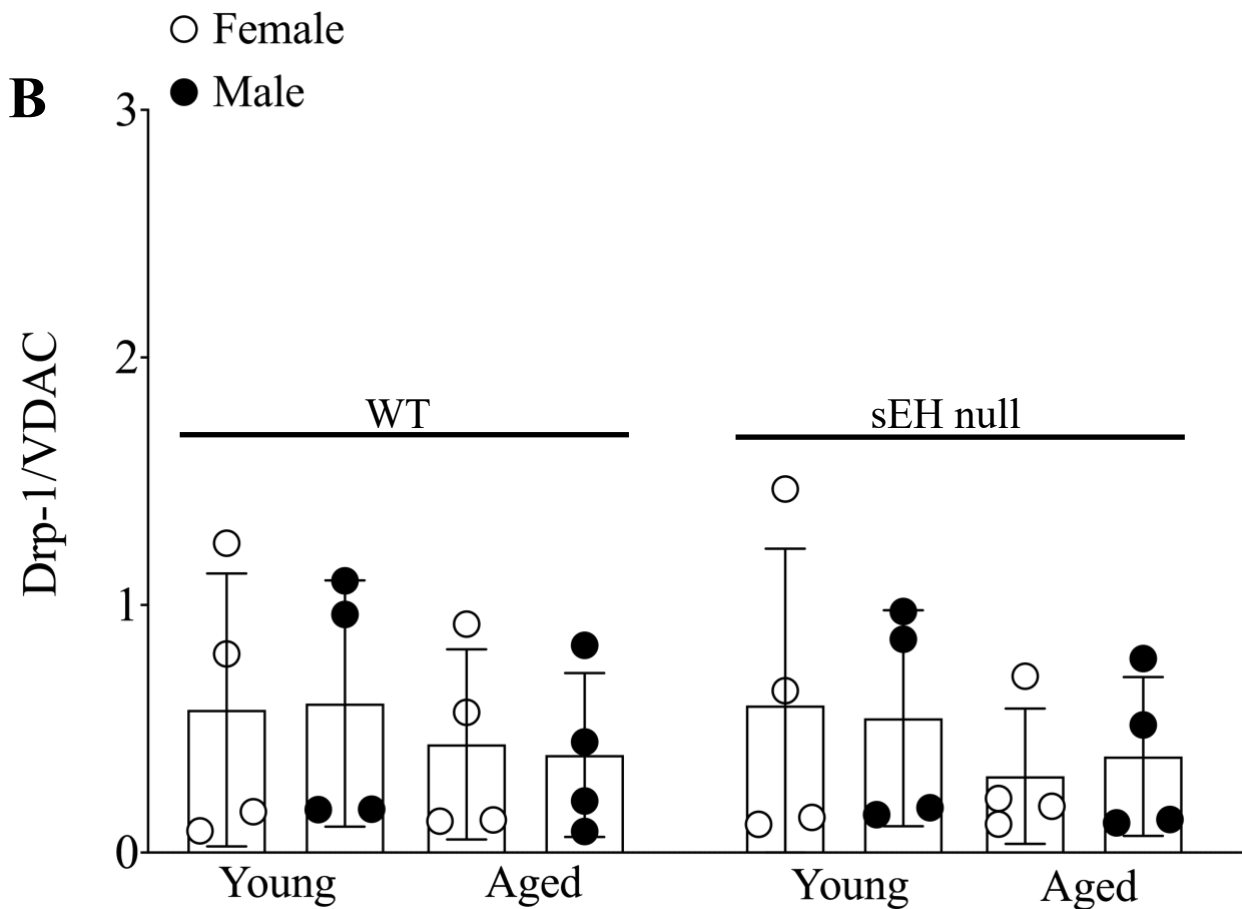 Female
Male
B
3
2
1
0
Drp-1/VDAC
WT
sEH null
Young
Aged
Young
Aged